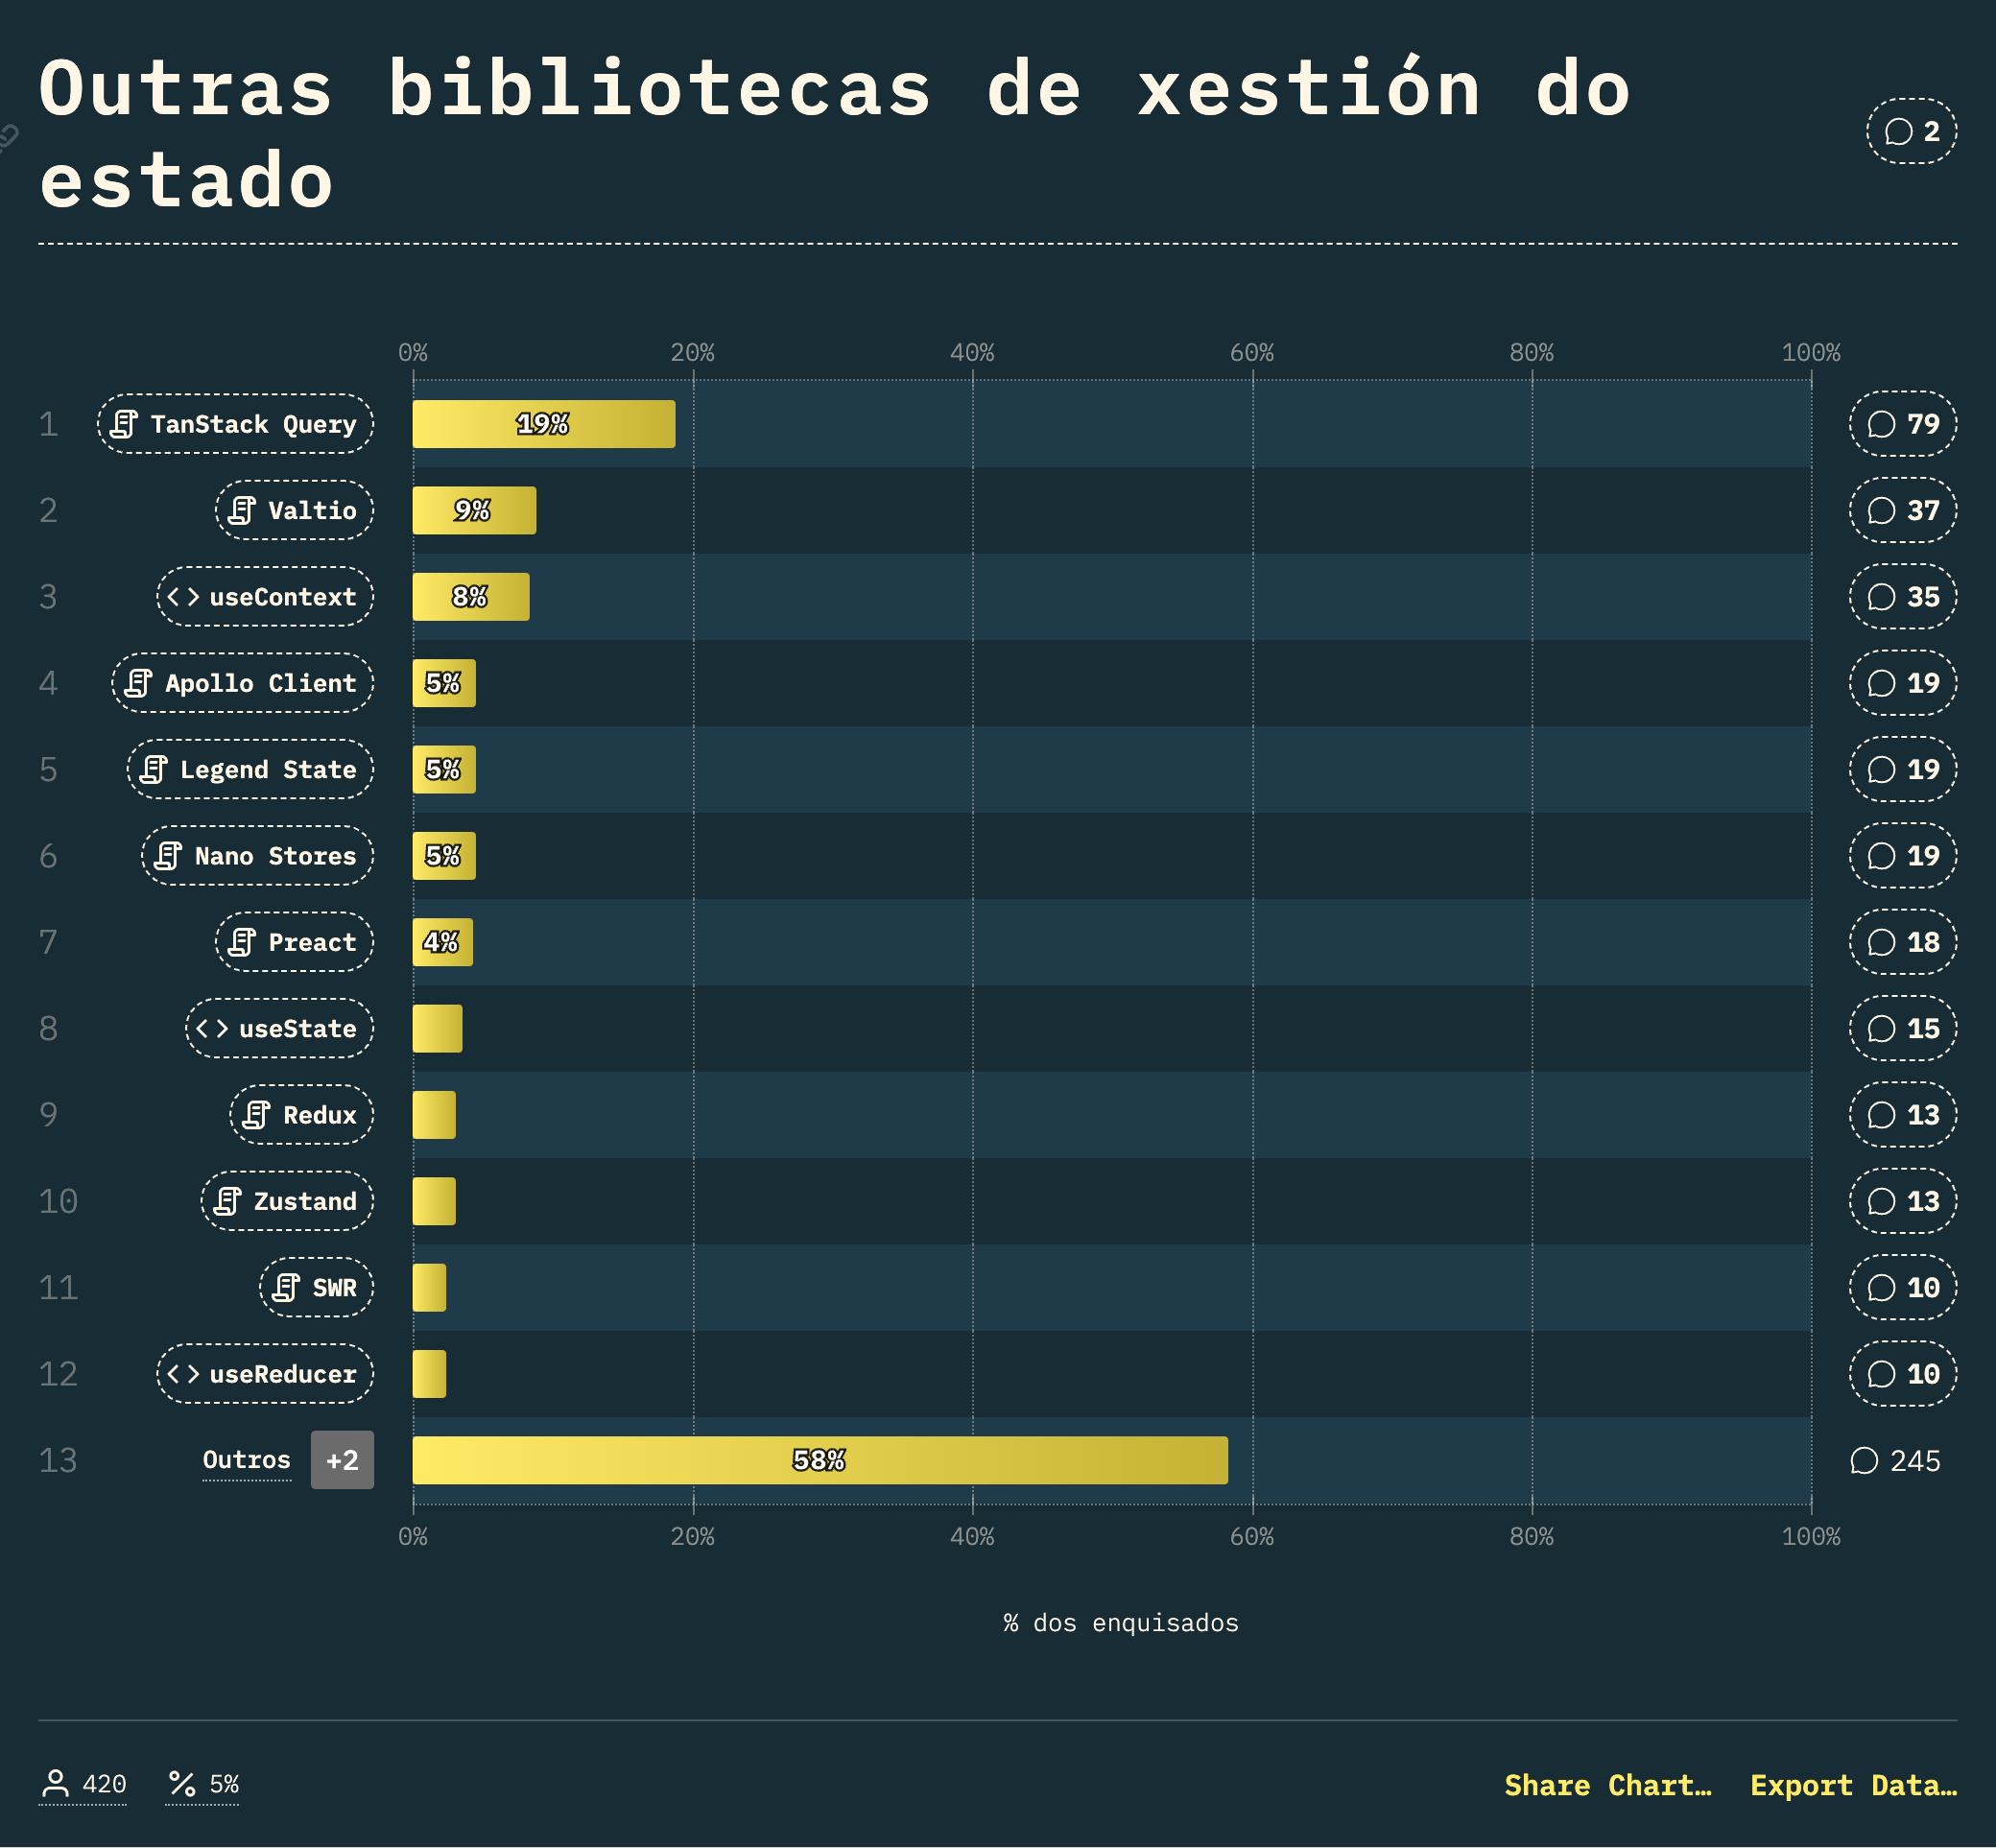 Outras bibliotecas de xestión do
estado
2
0% 20% 40% 60% 80% 100%
1 TanStack Query 19% 79
2 Valtio 9% 37
3 useContext 8% 35
4 Apollo Client 5% 19
5 Legend State 5% 19
6 Nano Stores 5% 19
7 Preact 4% 18
8 useState 15
9 Redux 13
10 Zustand 13
11 SWR 10
12 useReducer 10
13 Outros +2 58% 245
0% 20% 40% 60% 80% 100%
% dos enquisados
420 5% Share Chart… Export Data…